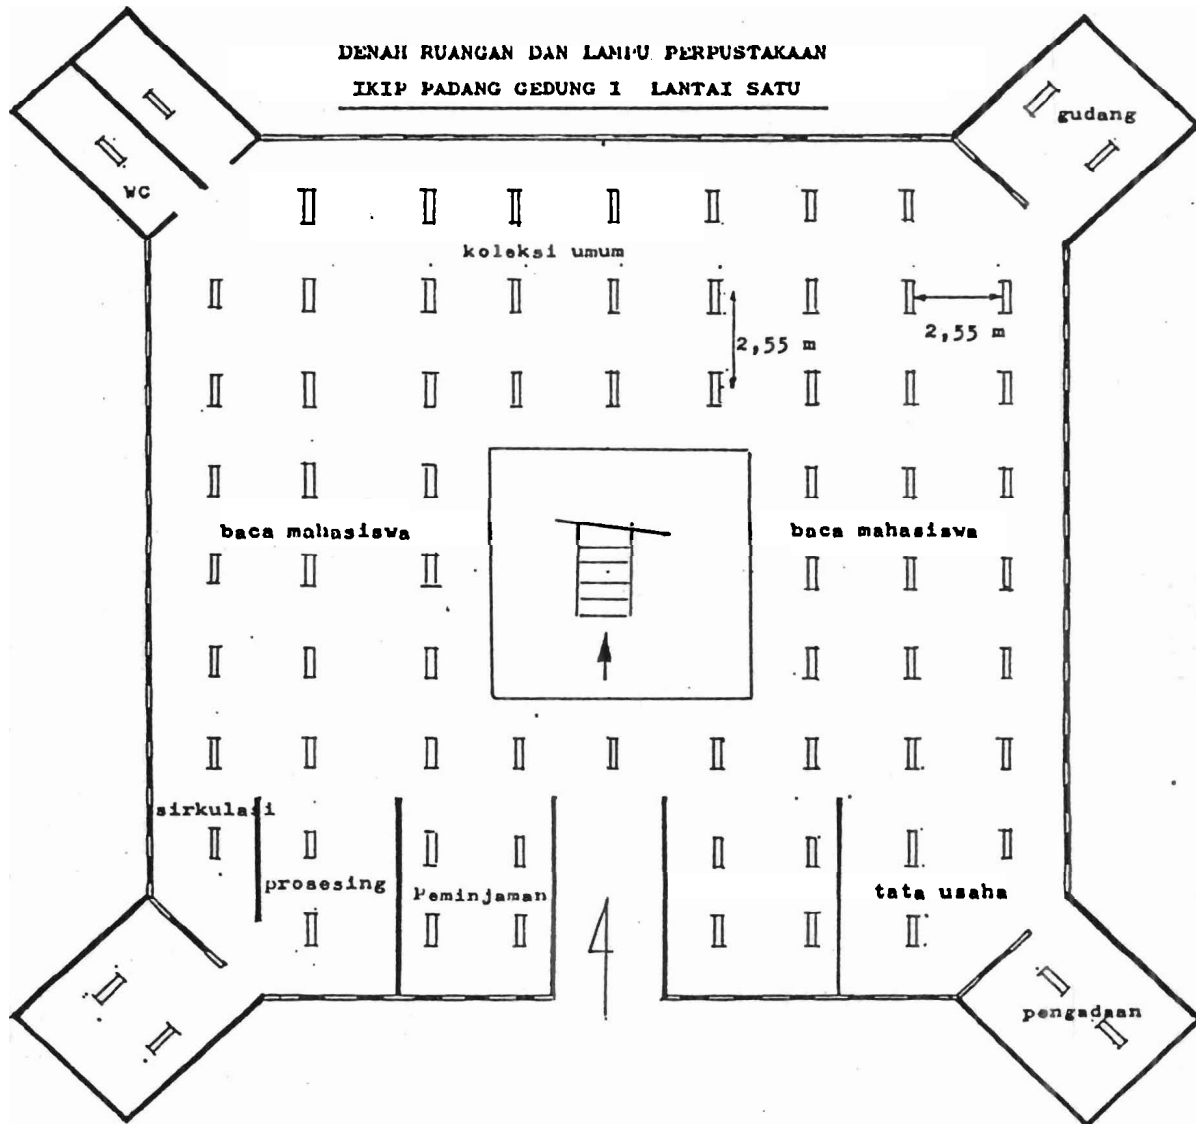 DENAH RUANGAN DAN LAMPU PERPUSTAKAAN
IKIP PADANG GEDUNG 1 LANTAI SATU
gudang
WC
koleksi umum
2,55 m
2,55 m
baca mahasiswa
baca mahasiswa
sirkulasi
prosesing
Peminjaman
tata usaha
pengadaan